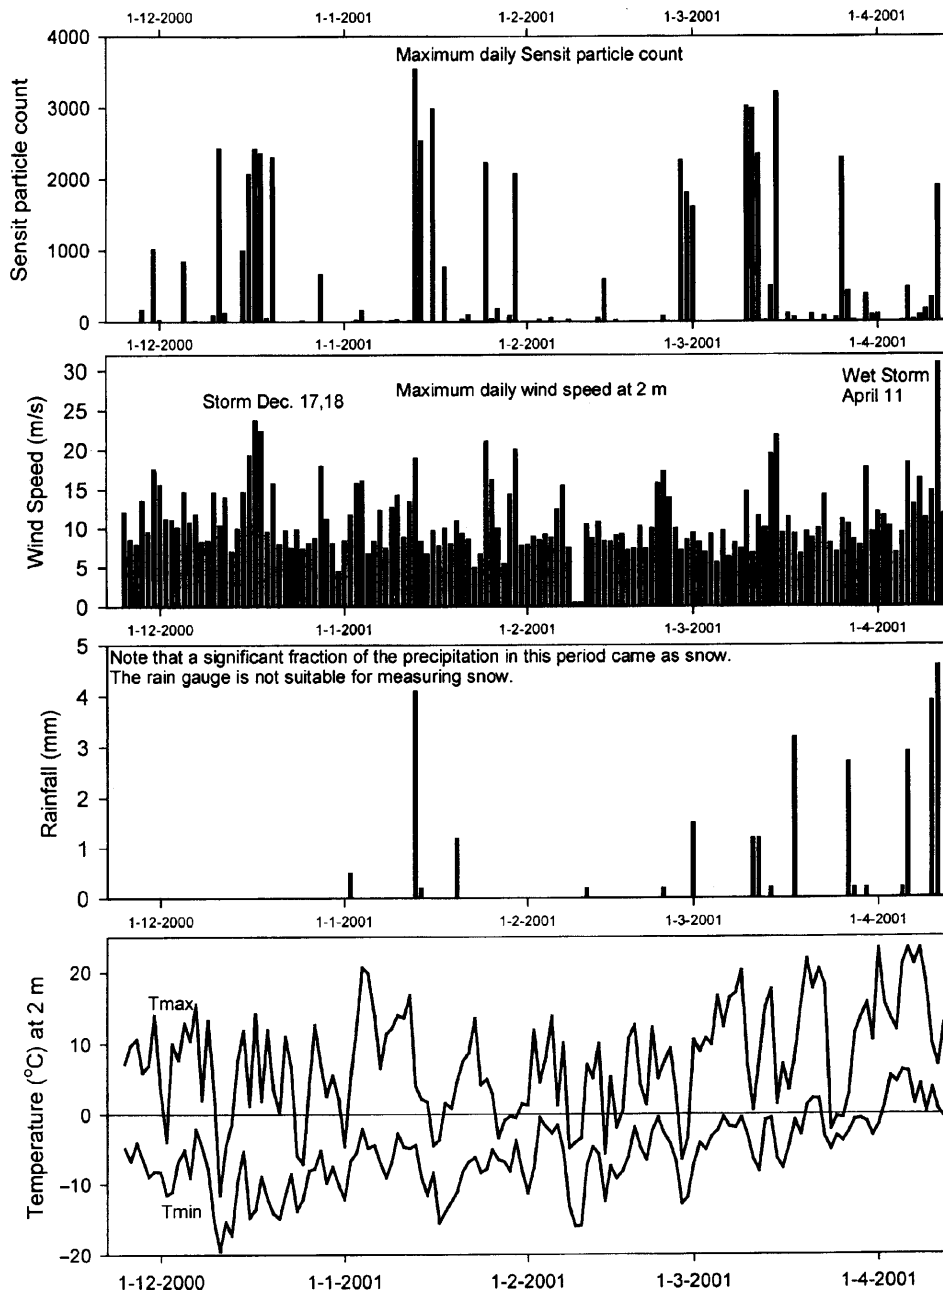 1-12-2000 1-1-2001 1-2-2001 1-3-2001 1-4-2001
4000
3000
2000
1000
0
Sensit particle count
Maximum daily Sensit particle count
1-12-2000 1-1-2001 1-2-2001 1-3-2001 1-4-2001
30
25
20
15
10
5
0
Wind Speed (m/s)
Storm Dec. 17,18
Maximum daily wind speed at 2 m
Wet Storm
April 11
1-12-2000 1-1-2001 1-2-2001 1-3-2001 1-4-2001
5
4
3
2
1
0
Rainfall (mm)
Note that a significant fraction of the precipitation in this period came as snow.
The rain gauge is not suitable for measuring snow.
1-12-2000 1-1-2001 1-2-2001 1-3-2001 1-4-2001
20
10
0
−10
−20
Temperature (°C) at 2 m
Tmax
Tmin
1-12-2000 1-1-2001 1-2-2001 1-3-2001 1-4-2001